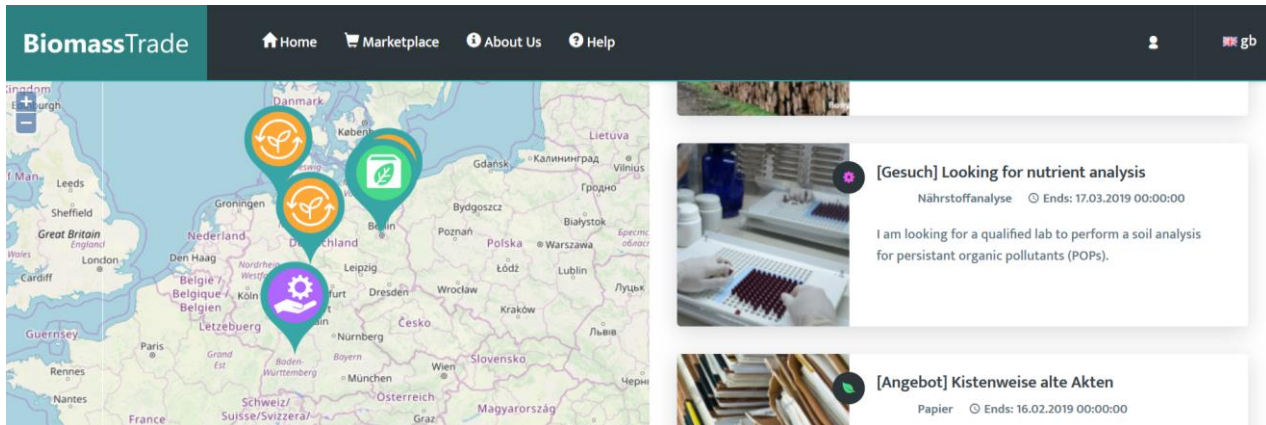 BiomassTrade
Home
Marketplace
About Us
Help
gb
Kingdom
Danmark
Lietuva
Gdańsk
Калининград
Vilnius
Гродно
Leeds
Sheffield
Great Britain
England
Wales
London
Cardiff
Groningen
Nederland
Den Haag
Bydgoszcz
Poznań
Białystok
Polska
Warszawa
Leipzig
Łódź
Lublin
België /
Belgique /
Belgien
Köln
Dresden
Wrocław
Луцьк
Kraków
Letzebuerg
Česko
Львів
Guernsey
Paris
Nürnberg
Grand
Est
Baden-
Württemberg
Bayern
Slovensko
Rennes
München
Wien
Nantes
Schweiz/
Suisse/Svizzera/
Österreich
Magyarország
France
Graz
[Gesuch] Looking for nutrient analysis
Nährstoffanalyse Ends: 17.03.2019 00:00:00
I am looking for a qualified lab to perform a soil analysis
for persistant organic pollutants (POPs).
[Angebot] Kistenweise alte Akten
Papier Ends: 16.02.2019 00:00:00